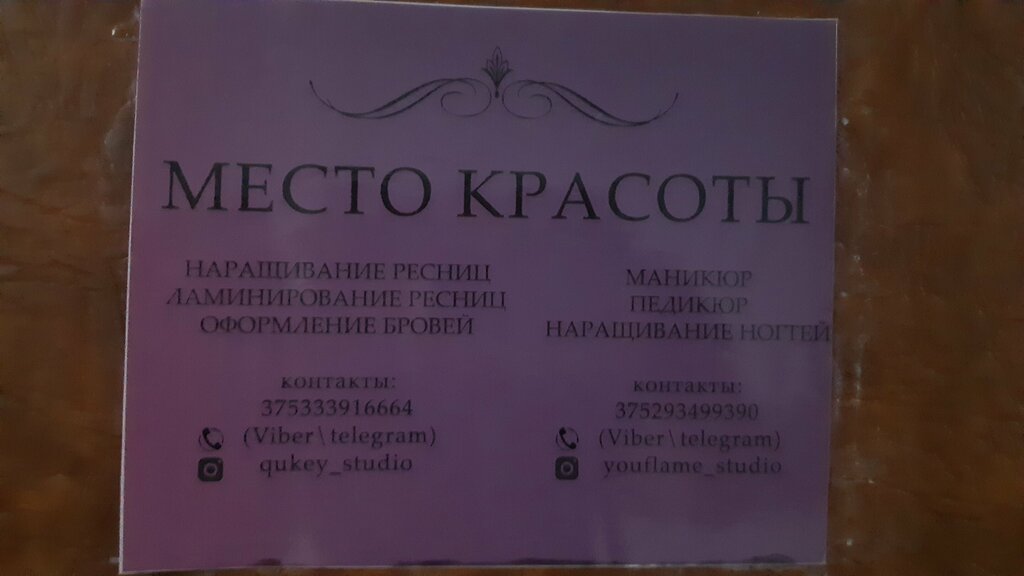 МЕСТО КРАСОТЫ
НАРАЩИВАНИЕ РЕСНИЦ
ЛАМИНИРОВАНИЕ РЕСНИЦ
ОФОРМЛЕНИЕ БРОВЕЙ
контакты:
375333916664
(Viber\telegram)
qukey_studio
МАНИКЮР
ПЕДИКЮР
НАРАЩИВАНИЕ НОГТЕЙ
контакты:
375293499390
(Viber\telegram)
youflame_studio